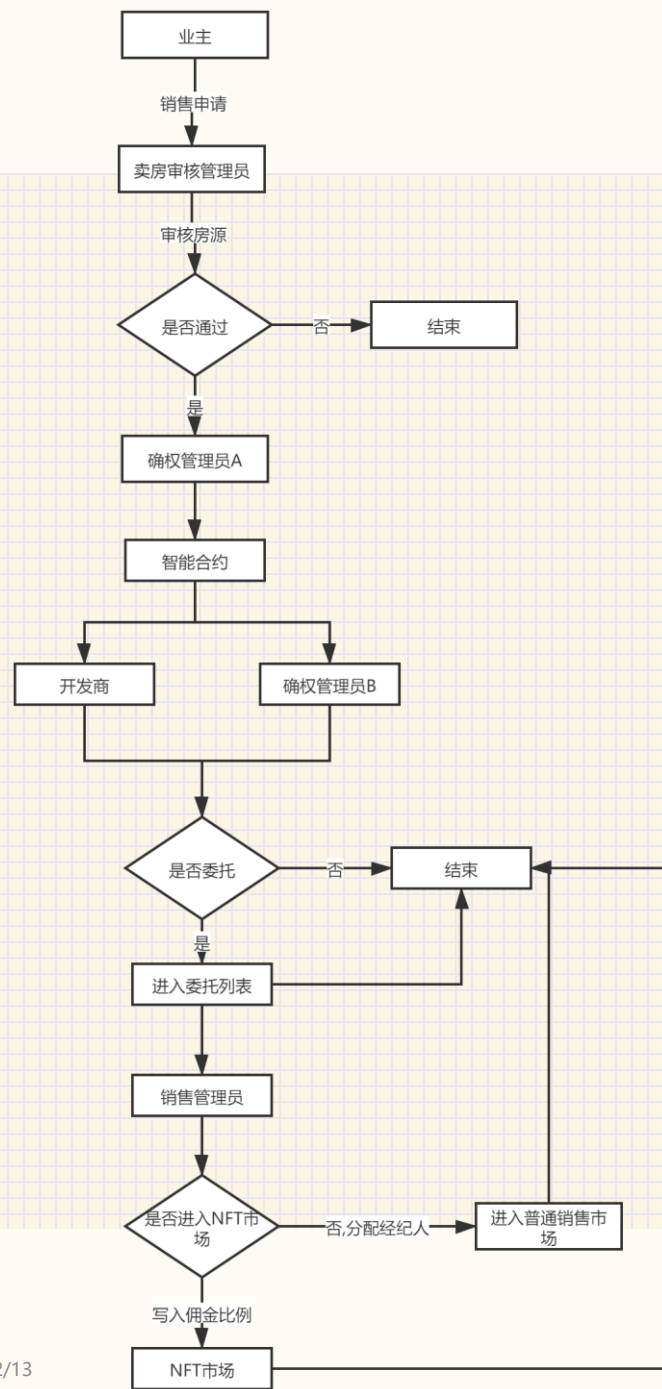 业主
销售申请
卖房审核管理员
审核房源
是否通过
否
结束
是
确权管理员A
智能合约
开发商
确权管理员B
是否委托
否
结束
是
进入委托列表
销售管理员
是否进入NFT市
场
否,分配经纪人
进入普通销售市
场
写入佣金比例
NFT市场
2/13